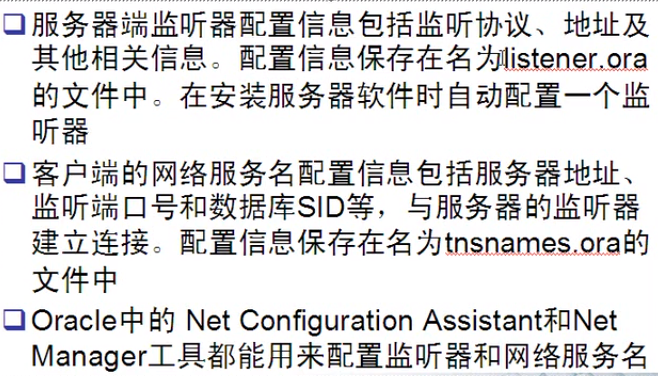 服务器端监听器配置信息包括监听协议、地址及
其他相关信息。配置信息保存在名为listener.ora
的文件中。在安装服务器软件时自动配置一个监
听器
客户端的网络服务名配置信息包括服务器地址、
监听端口号和数据库SID等，与服务器的监听器
建立连接。配置信息保存在名为tnsnames.ora的
文件中
Oracle中的 Net Configuration Assistant和Net
Manager工具都能用来配置监听器和网络服务名